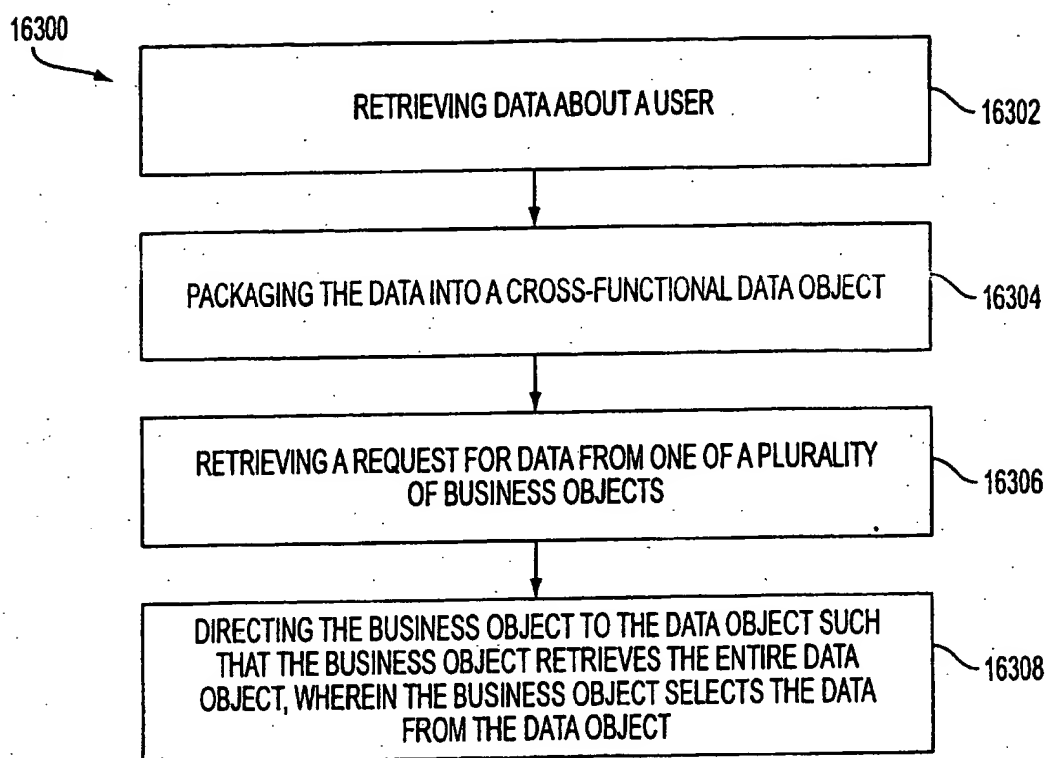 16300
RETRIEVING DATA ABOUT A USER
16302
PACKAGING THE DATA INTO A CROSS-FUNCTIONAL DATA OBJECT
16304
RETRIEVING A REQUEST FOR DATA FROM ONE OF A PLURALITY
OF BUSINESS OBJECTS
16306
DIRECTING THE BUSINESS OBJECT TO THE DATA OBJECT SUCH
THAT THE BUSINESS OBJECT RETRIEVES THE ENTIRE DATA
OBJECT, WHEREIN THE BUSINESS OBJECT SELECTS THE DATA
FROM THE DATA OBJECT
16308